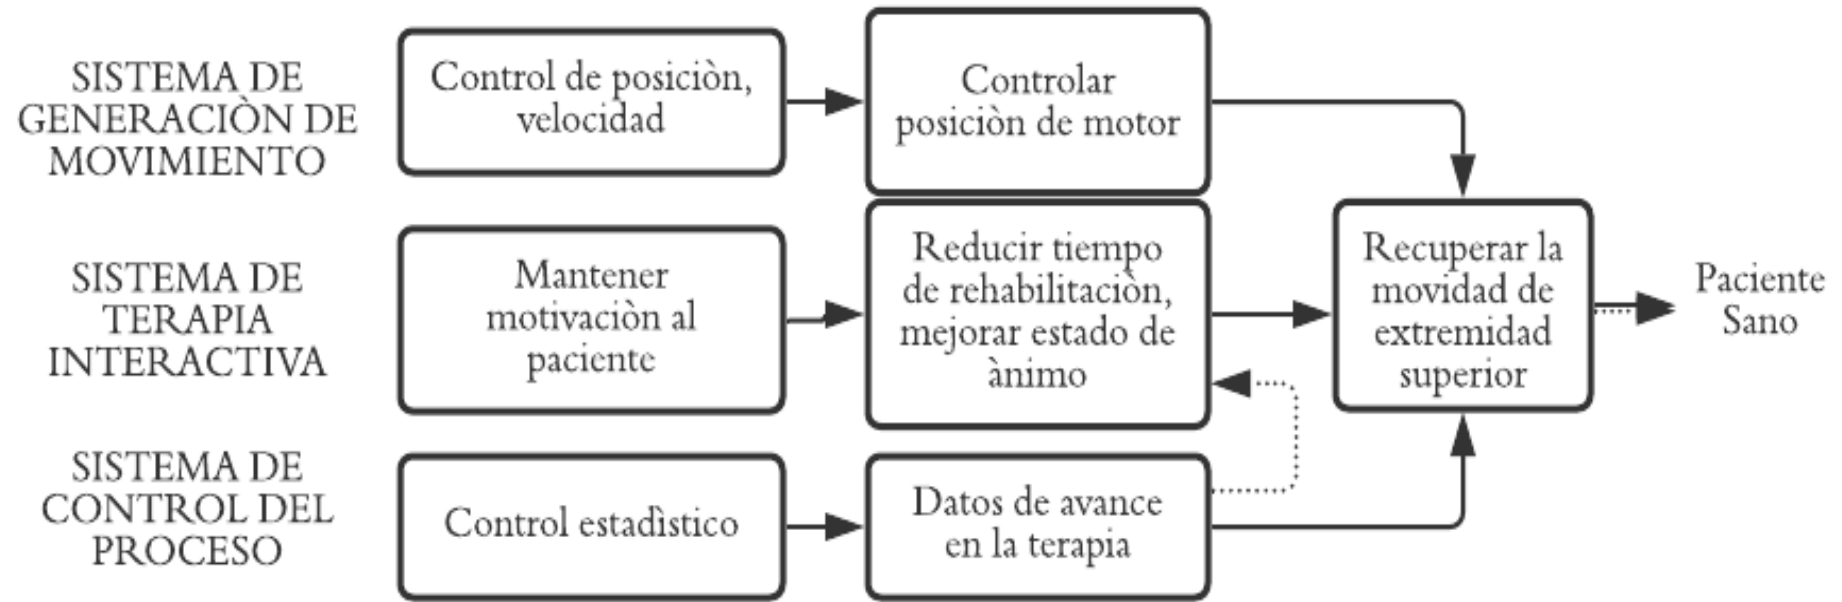 SISTEMA DE
GENERACIÒN DE
MOVIMIENTO
Control de posiciòn,
velocidad
Controlar
posiciòn de motor
SISTEMA DE
TERAPIA
INTERACTIVA
Mantener
motivaciòn al
paciente
Reducir tiempo
de rehabilitaciòn,
mejorar estado de
ànimo
Recuperar la
movidad de
extremidad
superior
Paciente
Sano
SISTEMA DE
CONTROL DEL
PROCESO
Control estadìstico
Datos de avance
en la terapia